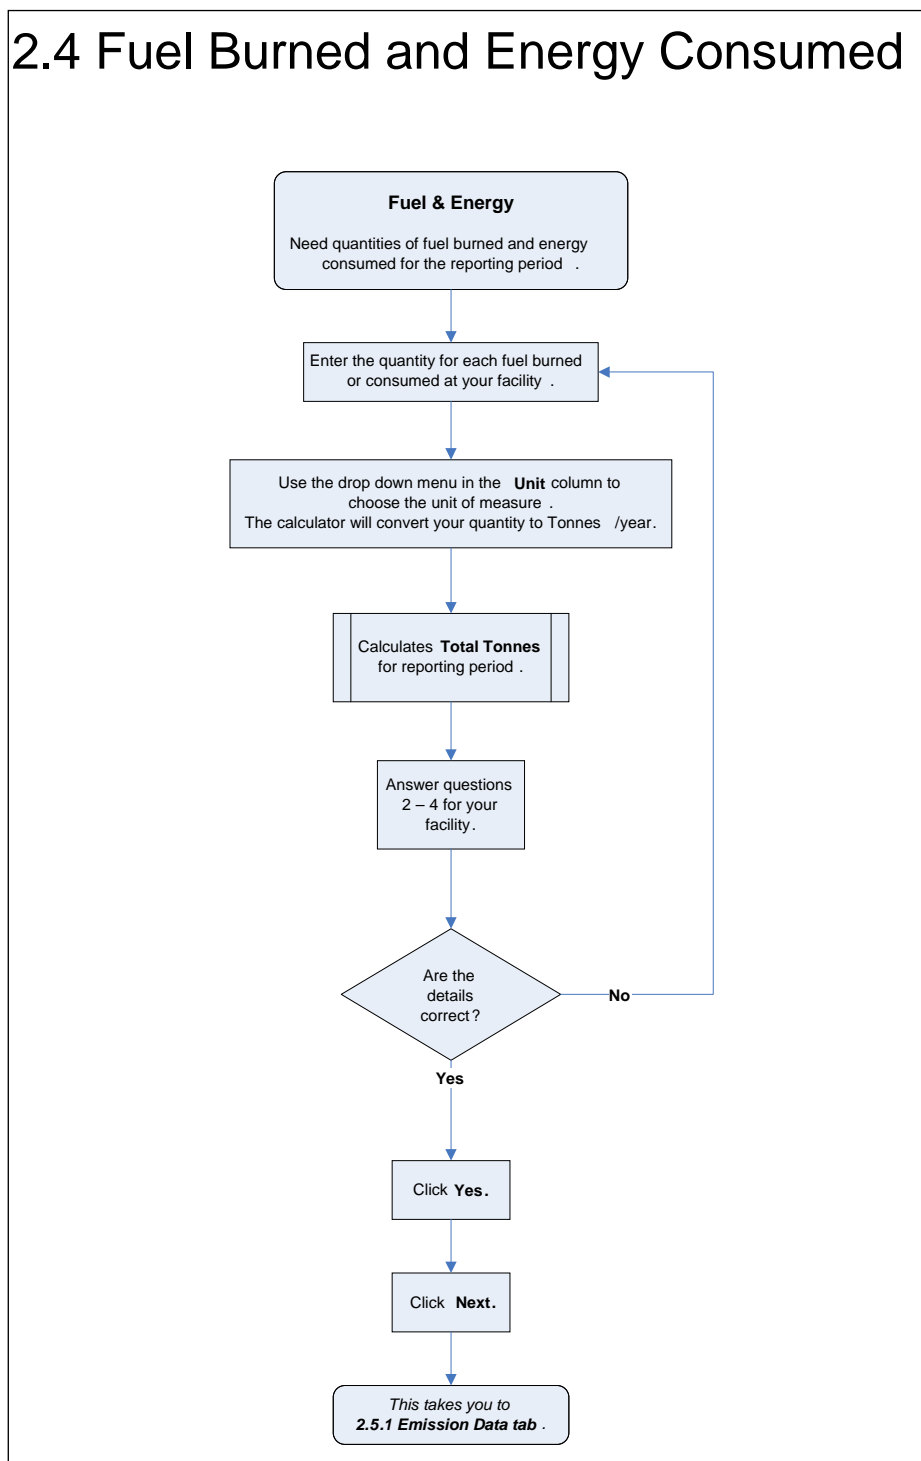 2.4 Fuel Burned and Energy Consumed
Fuel & Energy
Need quantities of fuel burned and energy
consumed for the reporting period .
Enter the quantity for each fuel burned
or consumed at your facility .
Use the drop down menu in the Unit column to
choose the unit of measure .
The calculator will convert your quantity to Tonnes /year.
Calculates Total Tonnes
for reporting period .
Answer questions
2 – 4 for your
facility.
Are the
details
correct?
No
Yes
Click Yes.
Click Next.
This takes you to
2.5.1 Emission Data tab .